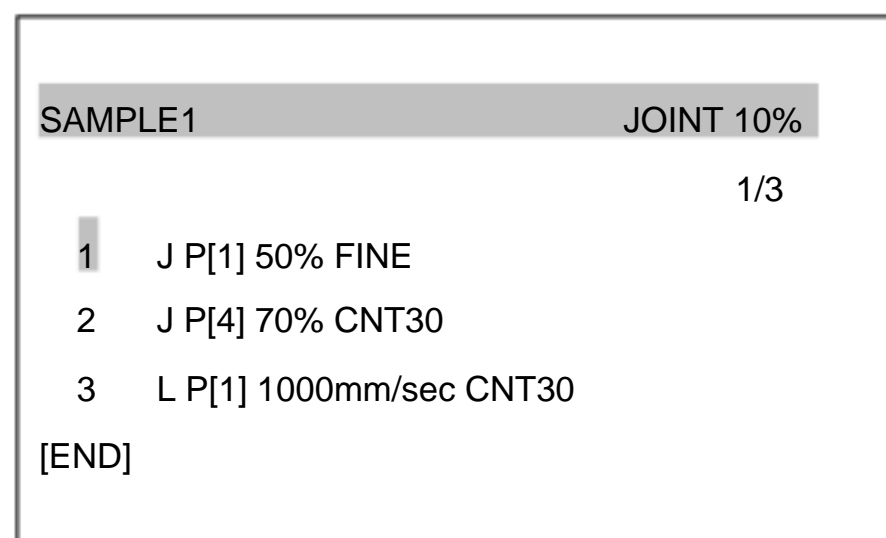 SAMPLE1 JOINT 10%
1/3
1 J P[1] 50% FINE
2 J P[4] 70% CNT30
3 L P[1] 1000mm/sec CNT30
[END]